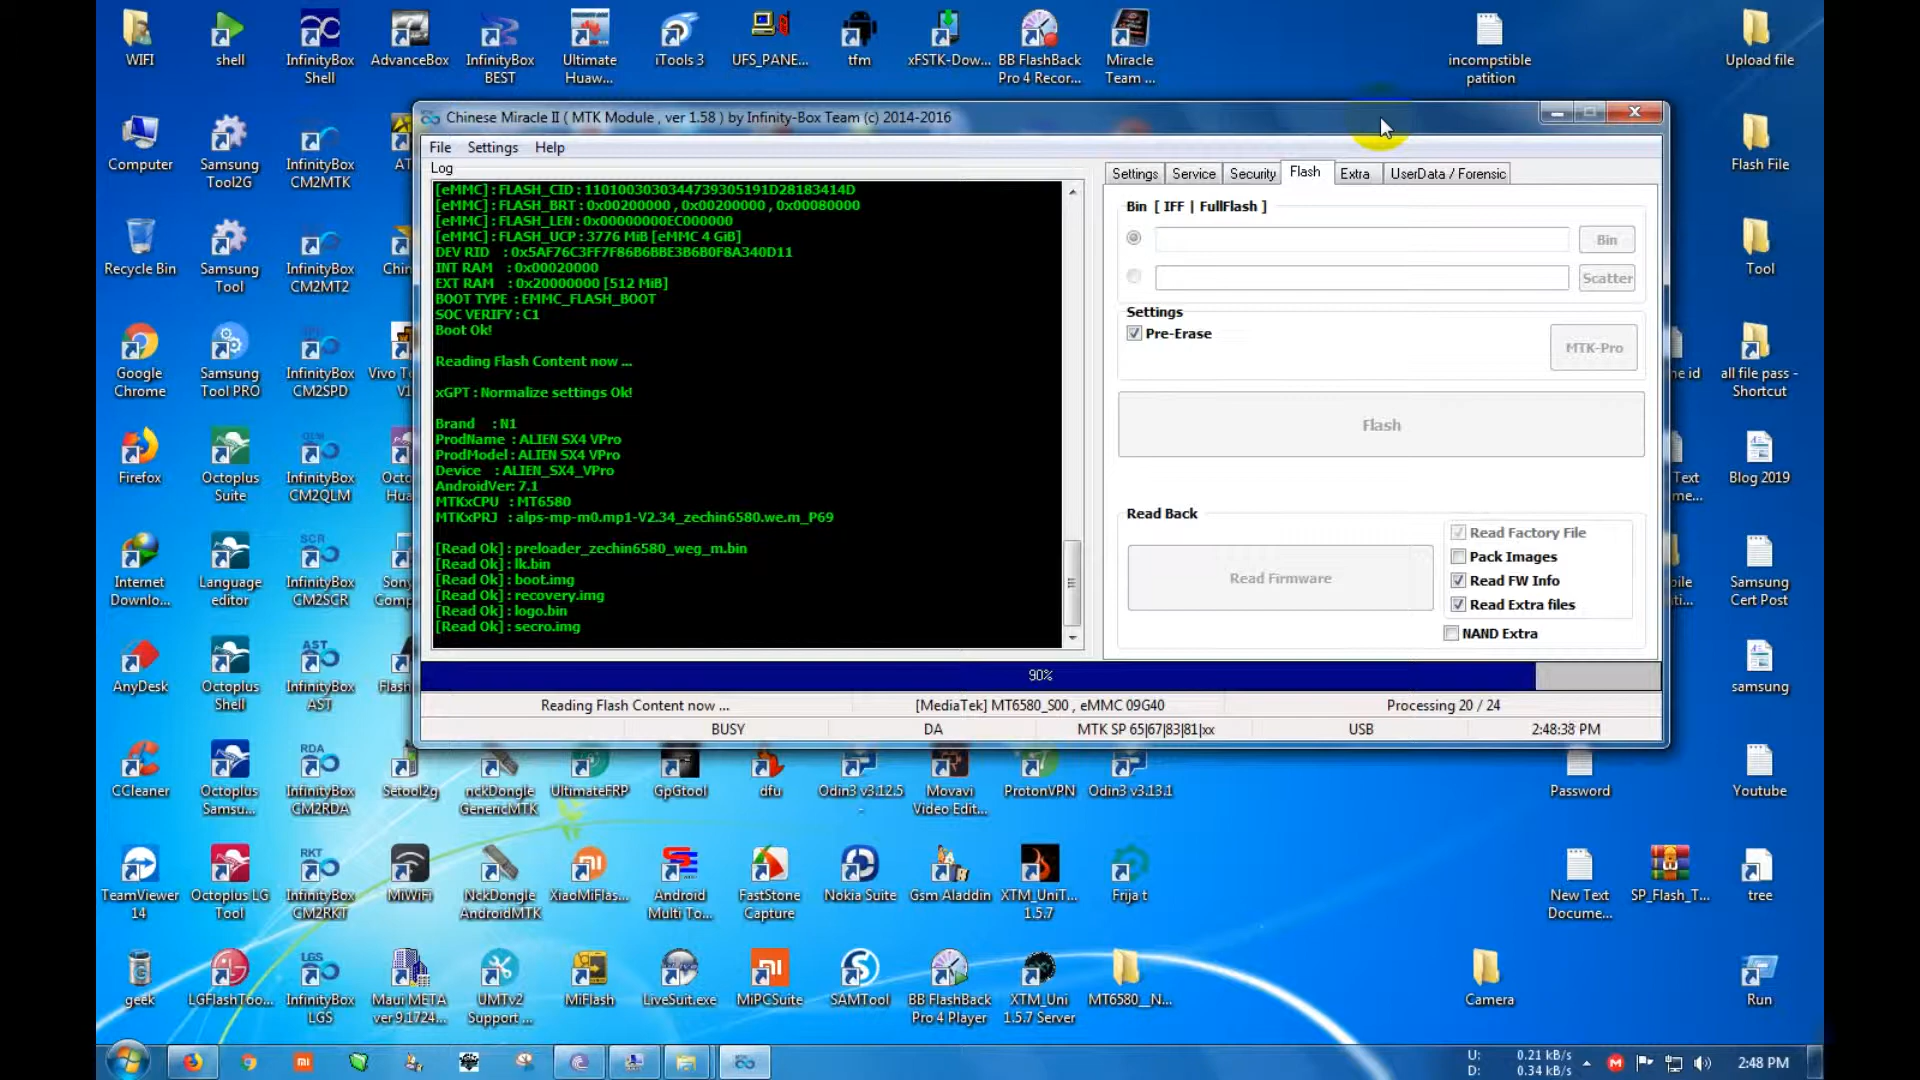 WIFI
shell
InfinityBox
Shell
AdvanceBox
InfinityBox
BEST
Ultimate
Huaw...
iTools 3
UFS_PANE...
tfm
xFSTK-Dow...
BB FlashBack
Pro 4 Recor...
Miracle
Team ...
incompstible
patition
Upload file
Chinese Miracle II ( MTK Module , ver 1.58 ) by Infinity-Box Team (c) 2014-2016
File Settings Help
Log
[eMMC] : FLASH_CID : 1101003030344739305191D28183414D
[eMMC] : FLASH_BRT : 0x00200000 , 0x00200000 , 0x00080000
[eMMC] : FLASH_LEN : 0x00000000EC000000
[eMMC] : FLASH_UCP : 3776 MiB [eMMC 4 GiB]
DEV RID : 0x5AF76C3FF7F86B6BBE3B6B0F8A340D11
INT RAM : 0x00020000
EXT RAM : 0x20000000 [512 MiB]
BOOT TYPE : EMMC_FLASH_BOOT
SOC VERIFY : C1
Boot Ok!
Reading Flash Content now ...
xGPT : Normalize settings Ok!
Brand : N1
ProdName : ALIEN SX4 VPro
ProdModel : ALIEN SX4 VPro
Device : ALIEN_SX4_VPro
AndroidVer: 7.1
MTKxCPU : MT6580
MTKxPRJ : alps-mp-m0.mp1-V2.34_zechin6580.we.m_P69
[Read Ok] : preloader_zechin6580_weg_m.bin
[Read Ok] : lk.bin
[Read Ok] : boot.img
[Read Ok] : recovery.img
[Read Ok] : logo.bin
[Read Ok] : secro.img
Settings Service Security Flash Extra UserData / Forensic
Bin [ IFF | FullFlash ]
Bin
Scatter
Settings
Pre-Erase
MTK-Pro
Flash
Read Back
Read Firmware
Read Factory File
Pack Images
Read FW Info
Read Extra files
NAND Extra
90%
Reading Flash Content now ...
[MediaTek] MT6580_S00 , eMMC 09G40
Processing 20 / 24
BUSY
DA
MTK SP 65|67|83|81|xx
USB
2:48:38 PM
Computer
Samsung
Tool2G
InfinityBox
CM2MTK
AT
Flash File
Recycle Bin
Samsung
Tool
InfinityBox
CM2MT2
Chin
Tool
Google
Chrome
Samsung
Tool PRO
InfinityBox
CM2SPD
Vivo To
V1
me id
all file pass -
Shortcut
Firefox
Octoplus
Suite
InfinityBox
CM2QLM
Octo
Hua
Text
me...
Blog 2019
Internet
Downlo...
Language
editor
InfinityBox
CM2SCR
Sony
Comp
Samsung
Cert Post
AnyDesk
Octoplus
Shell
InfinityBox
AST
Flash
samsung
CCleaner
Octoplus
Samsu...
InfinityBox
CM2RDA
Setool2g
nckDongle
GenericMTK
UltimateFRP
GpGtool
dfu
Odin3 v3.12.5
-
Movavi
Video Edit...
ProtonVPN
Odin3 v3.13.1
Password
Youtube
TeamViewer
14
Octoplus LG
Tool
InfinityBox
CM2RKT
MiWiFi
NckDongle
AndroidMTK
XiaoMiFlas...
Android
Multi To...
FastStone
Capture
Nokia Suite
Gsm Aladdin
XTM_UniT...
1.5.7
Frija t
New Text
Docume...
SP_Flash_T...
tree
geek
LGFlashToo...
InfinityBox
LGS
Maui META
ver 9.1724...
UMTv2
Support ...
MiFlash
LiveSuit.exe
MiPCSuite
SAMTool
BB FlashBack
Pro 4 Player
XTM_Uni
1.5.7 Server
MT6580__N...
Camera
Run
U: 0.21 kB/s
D: 0.34 kB/s
2:48 PM